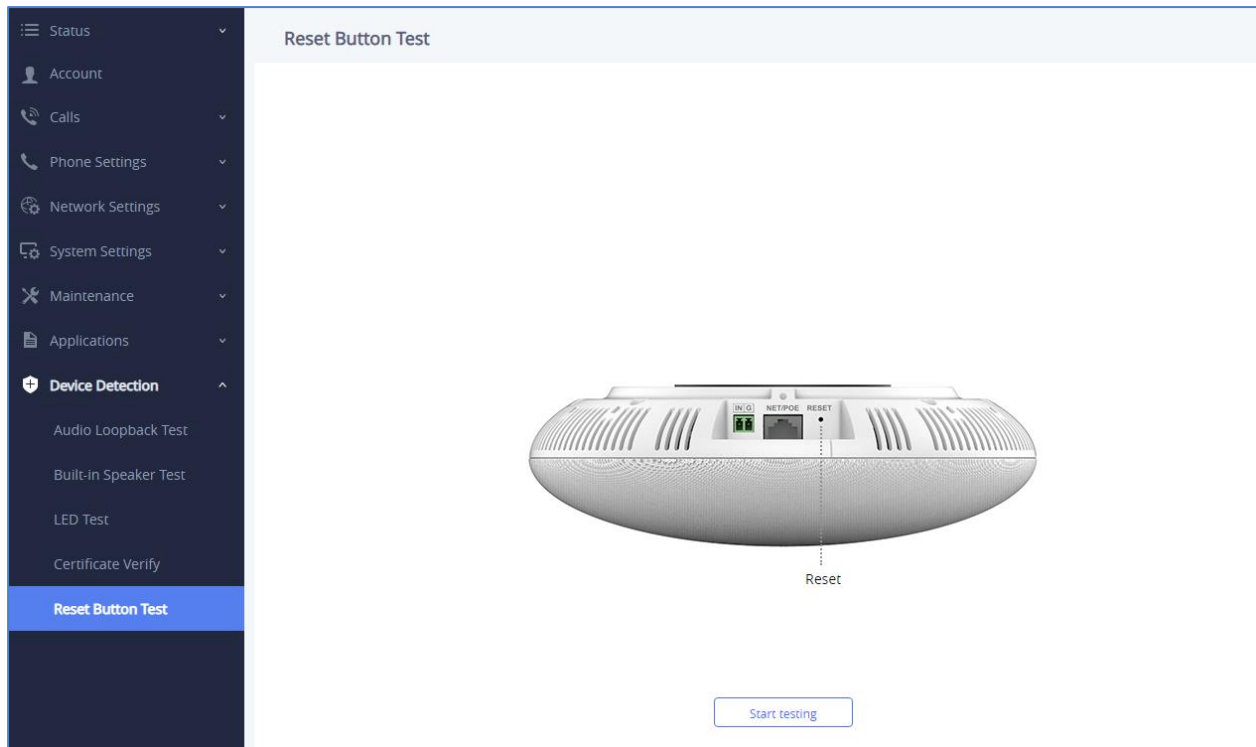 Status
Account
Calls
Phone Settings
Network Settings
System Settings
Maintenance
Applications
Device Detection
Audio Loopback Test
Built-in Speaker Test
LED Test
Certificate Verify
Reset Button Test
Reset Button Test
IN G NET/POE RESET
Reset
Start testing